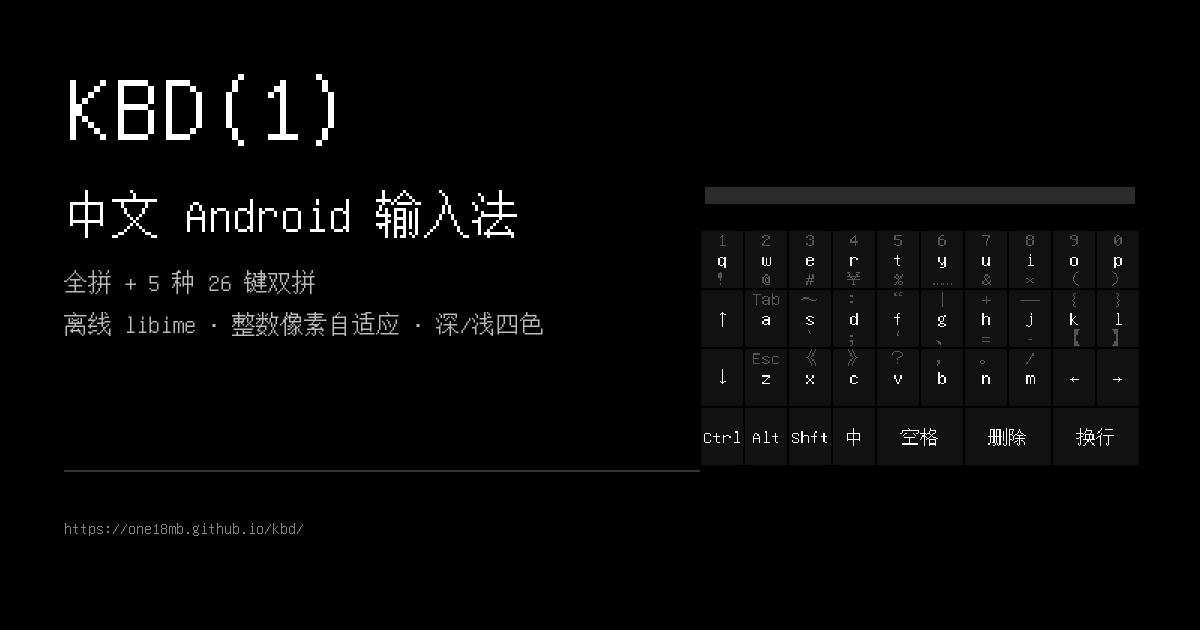 KBD(1)
中文 Android 输入法
全拼 + 5 种 26 键双拼
离线 libime · 整数像素自适应 · 深/浅四色
1 2 3 4 5 6 7 8 9 0
q w e r t y u i o p
! @ # ¥ % …… & × ( )
Tab ～ : “ | + —— { }
↑ a s d f g h j k l
` ; ‘ 、 = - 【 】
Esc 《 》 ? , 。 /
↓ z x c v b n m ← →
Ctrl Alt Shft 中 空格 删除 换行
https://one18mb.github.io/kbd/